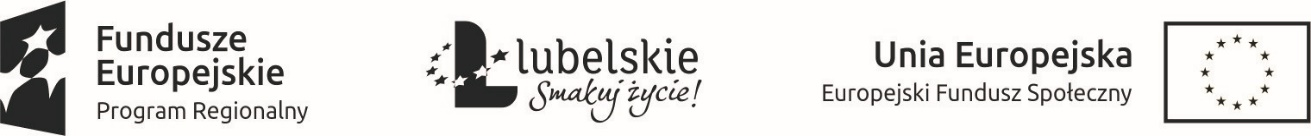 Fundusze
Europejskie
Program Regionalny
lubelskie
Smakuj życie!
Unia Europejska
Europejski Fundusz Społeczny